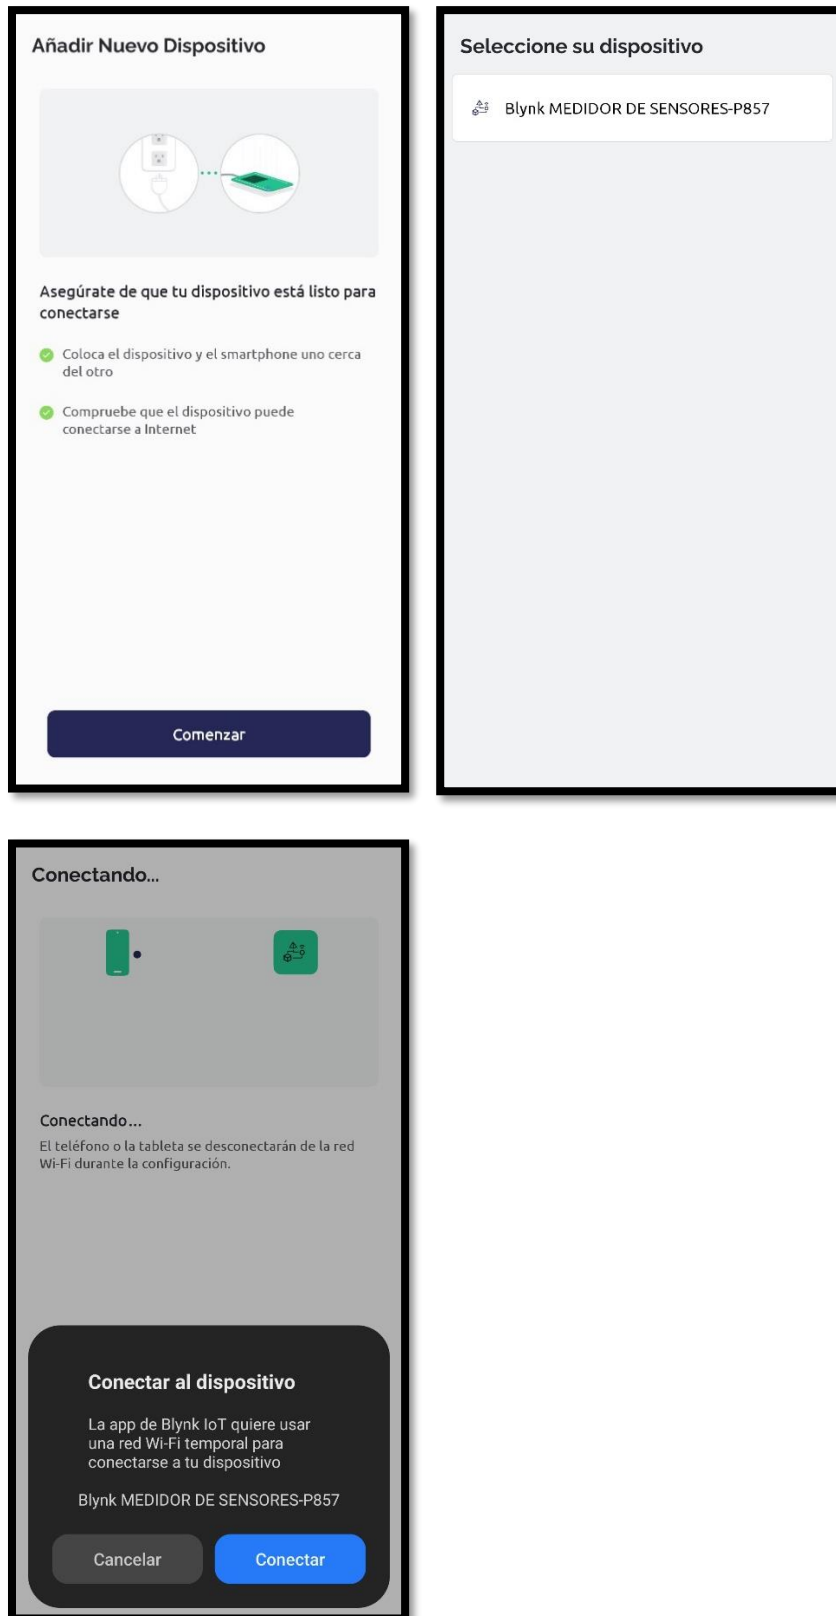 Añadir Nuevo Dispositivo
Asegúrate de que tu dispositivo está listo para
conectarse
Coloca el dispositivo y el smartphone uno cerca
del otro
Compruebe que el dispositivo puede
conectarse a Internet
Comenzar
Seleccione su dispositivo
Blynk MEDIDOR DE SENSORES-P857
Conectando...
Conectando...
El teléfono o la tableta se desconectarán de la red
Wi-Fi durante la configuración.
Conectar al dispositivo
La app de Blynk IoT quiere usar
una red Wi-Fi temporal para
conectarse a tu dispositivo
Blynk MEDIDOR DE SENSORES-P857
Cancelar
Conectar